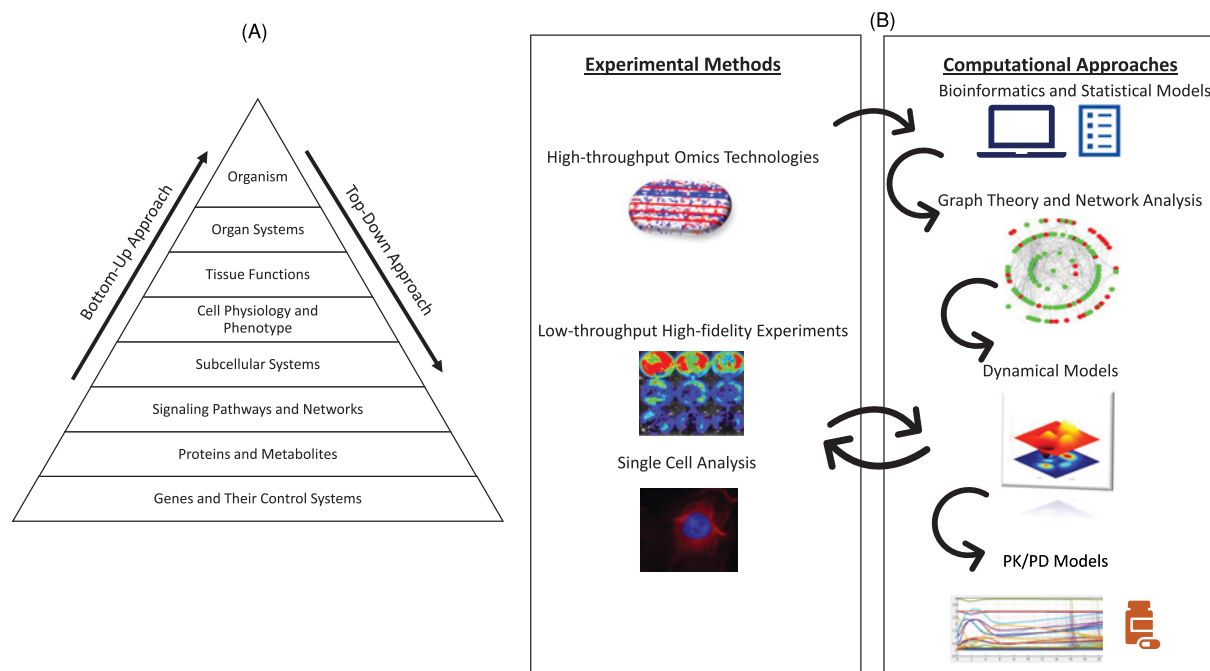 (A)
Organism
Organ Systems
Tissue Functions
Cell Physiology and
Phenotype
Subcellular Systems
Signaling Pathways and Networks
Proteins and Metabolites
Genes and Their Control Systems
Bottom-Up Approach
Top-Down Approach
(B)
Experimental Methods
High-throughput Omics Technologies
Low-throughput High-fidelity Experiments
Single Cell Analysis
Computational Approaches
Bioinformatics and Statistical Models
Graph Theory and Network Analysis
Dynamical Models
PK/PD Models